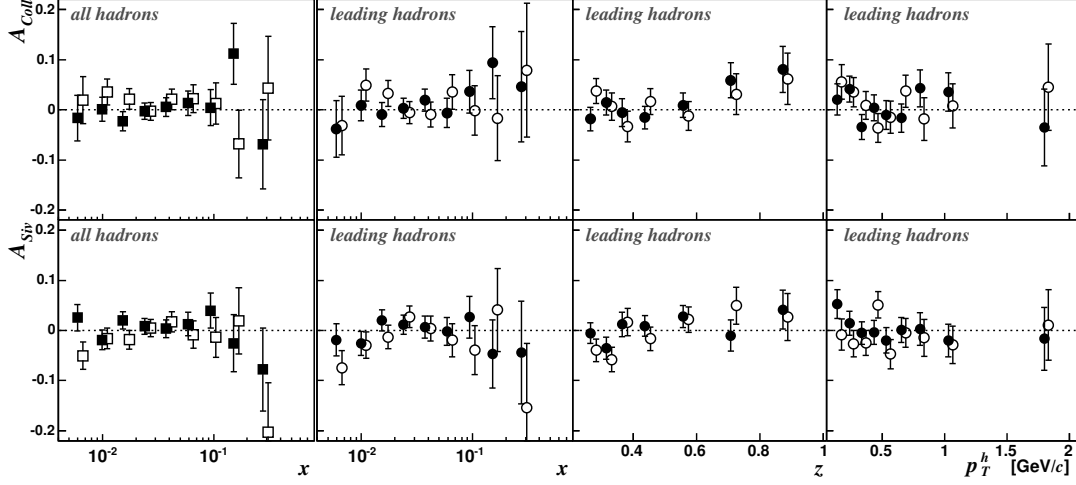 A_Coll
0.2
0.1
0
-0.1
-0.2
all hadrons
leading hadrons
leading hadrons
leading hadrons
A_Siv
0.2
0.1
0
-0.1
-0.2
all hadrons
leading hadrons
leading hadrons
leading hadrons
10^-2 10^-1
10^-2 10^-1
0.4 0.6 0.8 1
0.5 1 1.5 2
x
x
z
p_T^h [GeV/c]